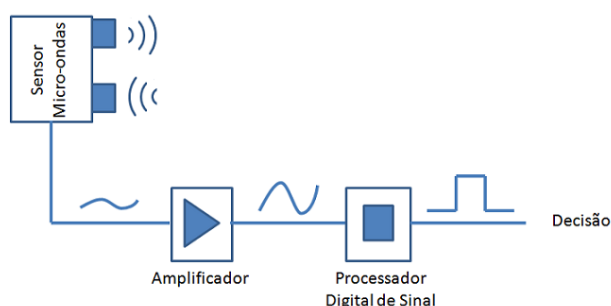 Sensor
Micro-ondas
Decisão
Amplificador
Processador
Digital de Sinal